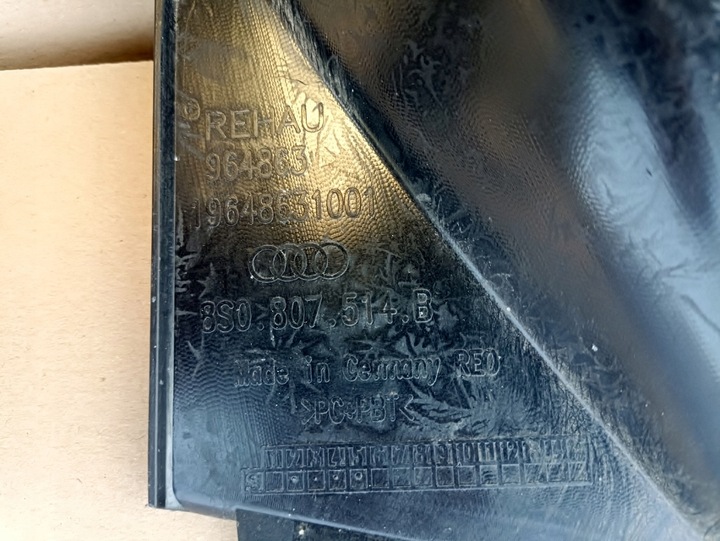 REHAU
964863
19648631001
8S0.807.514.B
Made in Germany REO
>PC+PBT<